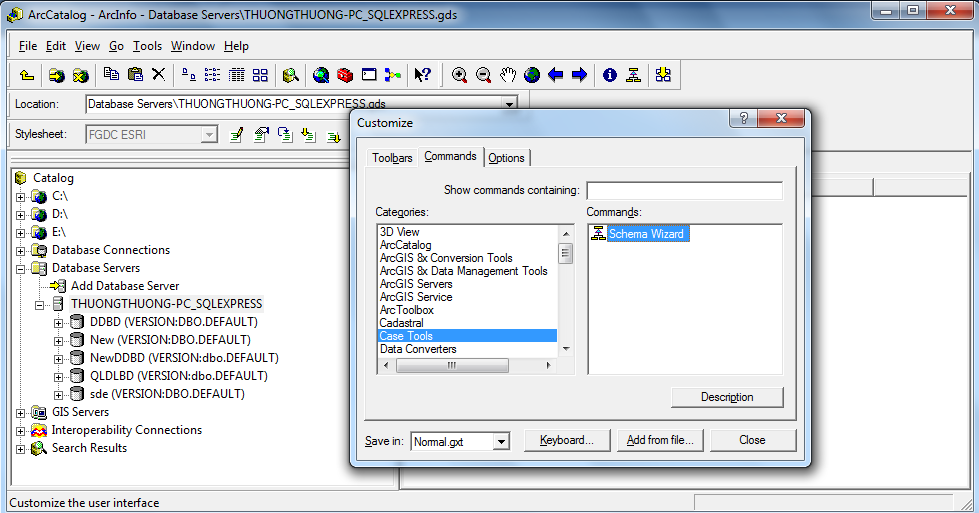 ArcCatalog - ArcInfo - Database Servers\THUONGTHUONG-PC_SQLEXPRESS.gds
File Edit View Go Tools Window Help
Location: Database Servers\THUONGTHUONG-PC_SQLEXPRESS.gds
Stylesheet: FGDC ESRI
Catalog
C:\
D:\
E:\
Database Connections
Database Servers
Add Database Server
THUONGTHUONG-PC_SQLEXPRESS
DDBD (VERSION:DBO.DEFAULT)
New (VERSION:DBO.DEFAULT)
NewDDBD (VERSION:dbo.DEFAULT)
QLDLBD (VERSION:dbo.DEFAULT)
sde (VERSION:DBO.DEFAULT)
GIS Servers
Interoperability Connections
Search Results
Customize
Toolbars Commands Options
Show commands containing:
Categories:
3D View
ArcCatalog
ArcGIS 8x Conversion Tools
ArcGIS 8x Data Management Tools
ArcGIS Servers
ArcGIS Service
ArcToolbox
Cadastral
Case Tools
Data Converters
Commands:
Schema Wizard
Description
Save in: Normal.gxt Keyboard... Add from file... Close
Customize the user interface